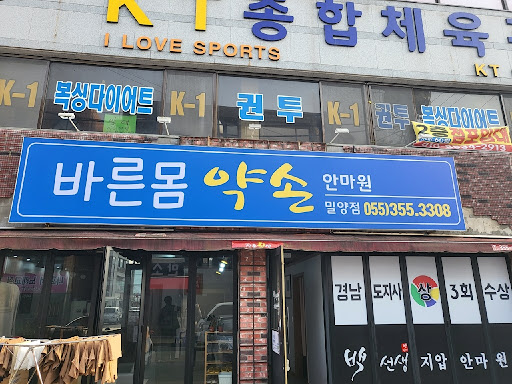 KT 종합체육
I LOVE SPORTS
KT
K-1 복싱다이어트 K-1 권투 K-1 권투 복싱다이어트
2층
바른몸 약손 안마원
밀양점 055)355.3308
경남 도지사 상 3회 수상
백 선생 지압 안마 원